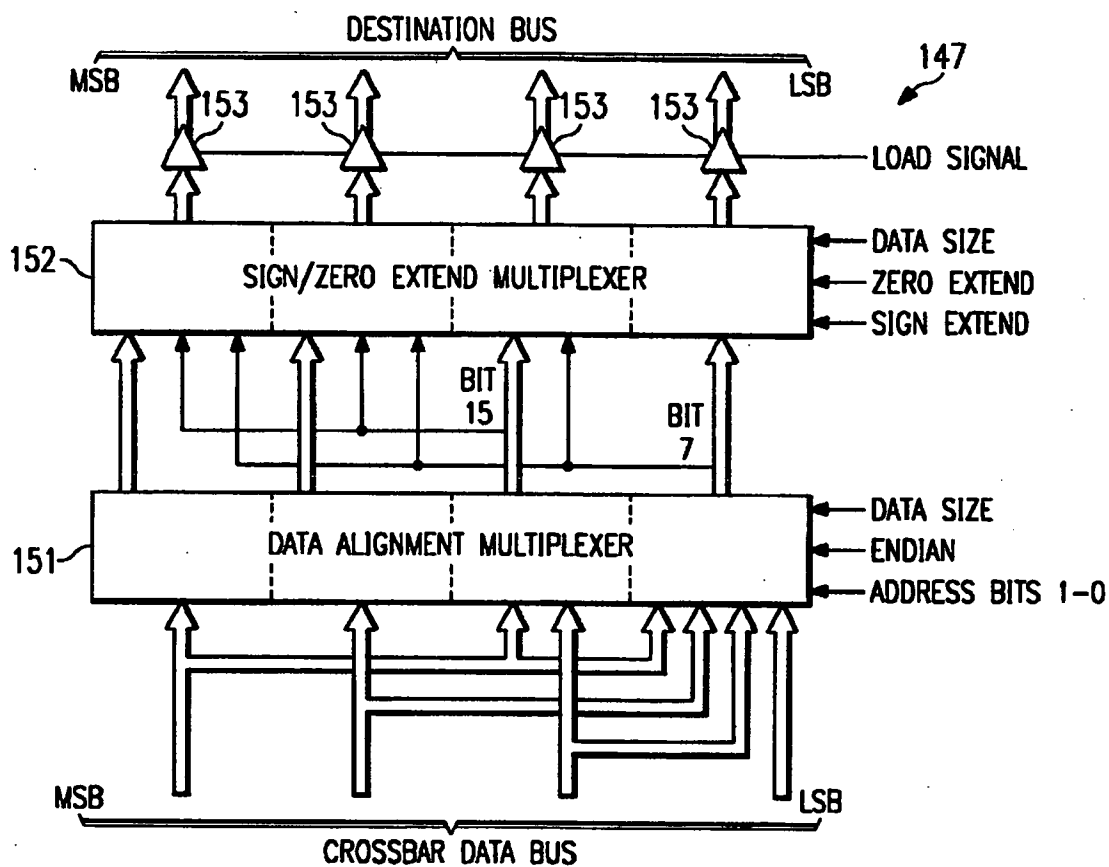 DESTINATION BUS
MSB
LSB
147
153
153
153
153
LOAD SIGNAL
152
SIGN/ZERO EXTEND MULTIPLEXER
DATA SIZE
ZERO EXTEND
SIGN EXTEND
BIT
15
BIT
7
151
DATA ALIGNMENT MULTIPLEXER
DATA SIZE
ENDIAN
ADDRESS BITS 1-0
MSB
LSB
CROSSBAR DATA BUS